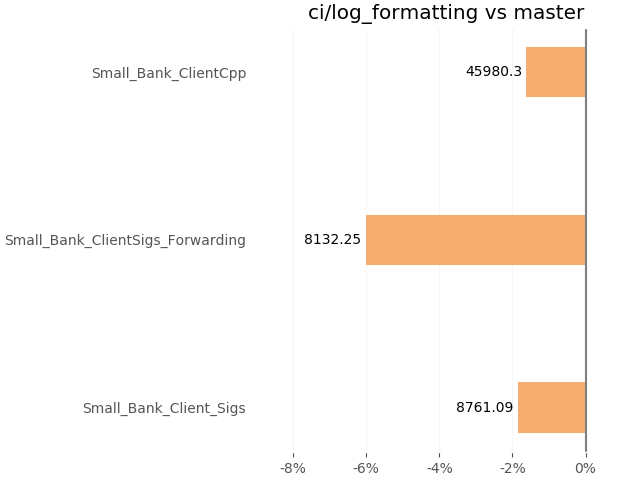 ci/log_formatting vs master
Small_Bank_ClientCpp
45980.3
Small_Bank_ClientSigs_Forwarding
8132.25
Small_Bank_Client_Sigs
8761.09
-8%
-6%
-4%
-2%
0%